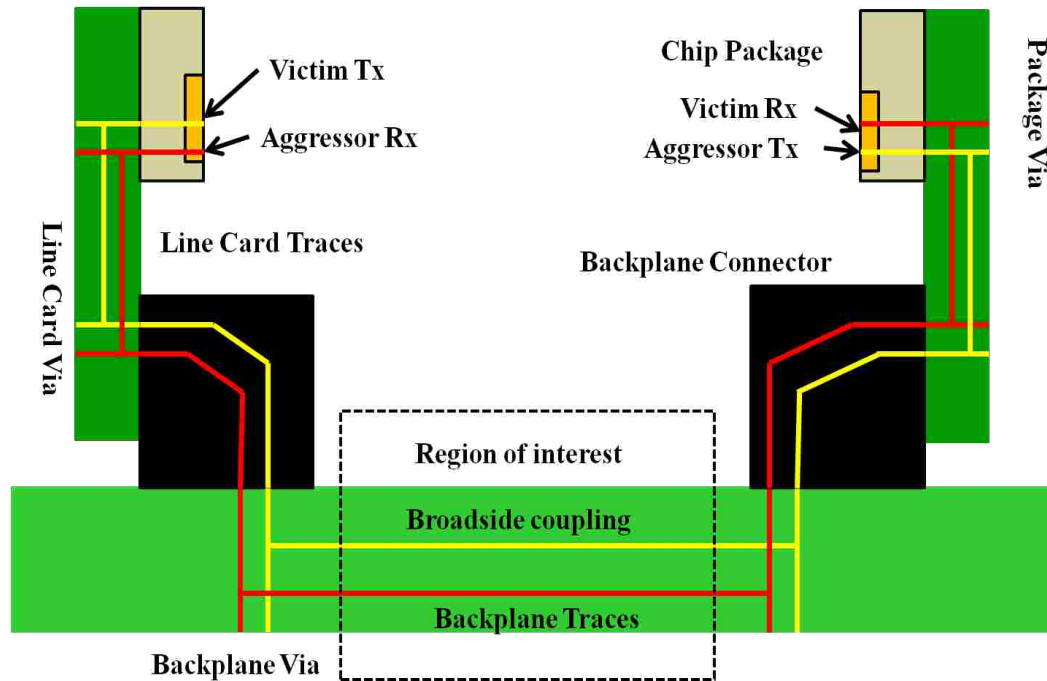 Victim Tx
Aggressor Rx
Chip Package
Victim Rx
Aggressor Tx
Package Via
Line Card Traces
Backplane Connector
Line Card Via
Region of interest
Broadside coupling
Backplane Traces
Backplane Via